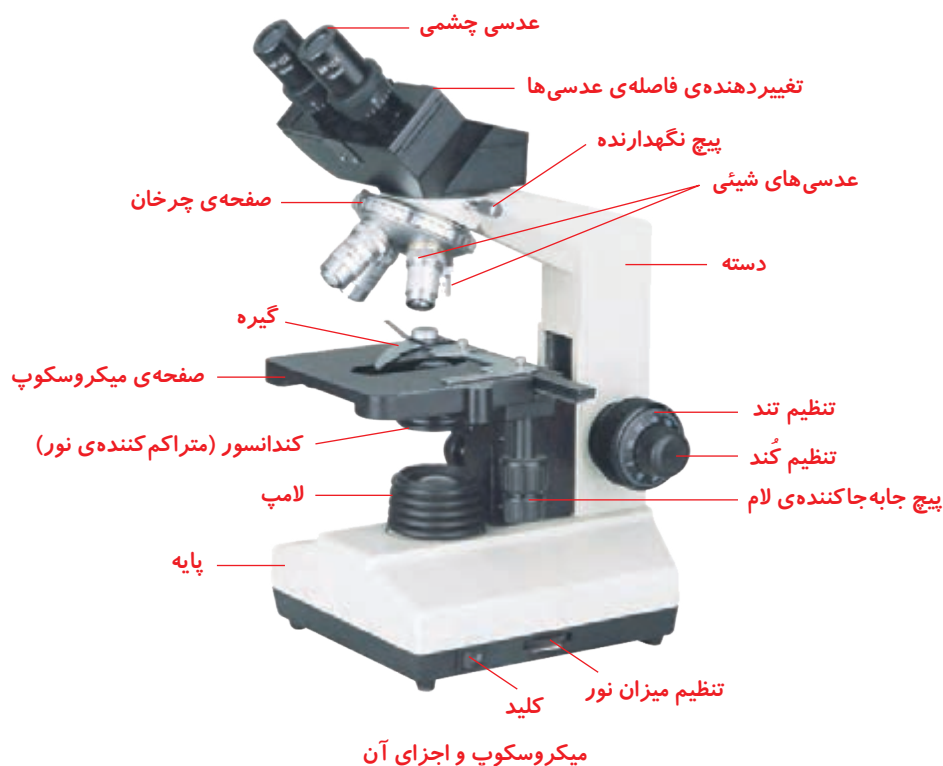 عدسی چشمی
تغییردهنده‌ی فاصله‌ی عدسی‌ها
پیچ نگهدارنده
عدسی‌های شیئی
صفحه‌ی چرخان
دسته
گیره
صفحه‌ی میکروسکوپ
تنظیم تند
کندانسور (متراکم‌کننده‌ی نور)
تنظیم کُند
لامپ
پیچ جابه‌جاکننده‌ی لام
پایه
تنظیم میزان نور
کلید
میکروسکوپ و اجزای آن